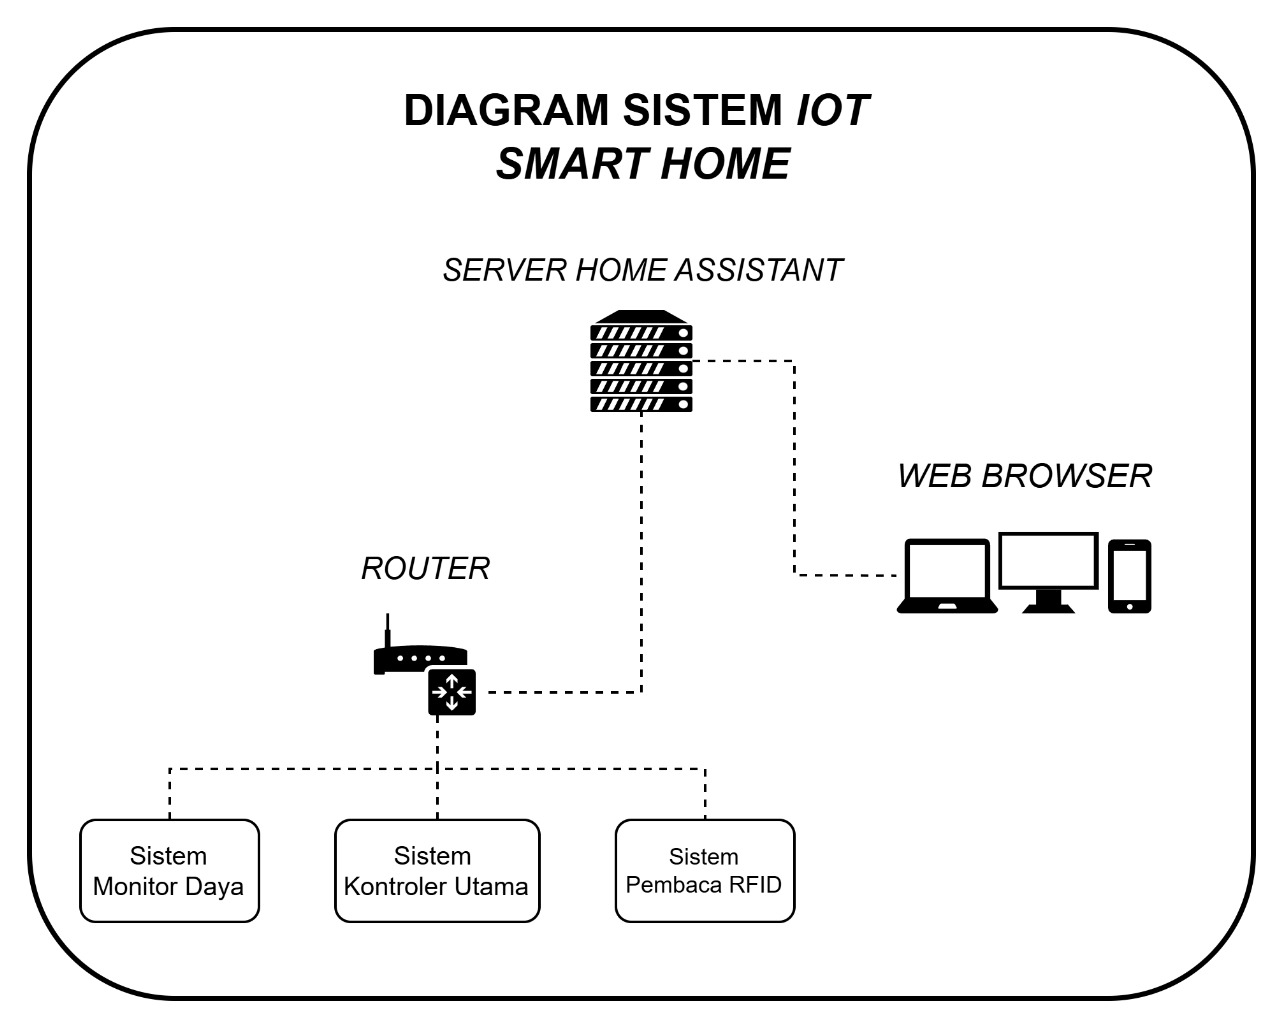 DIAGRAM SISTEM IOT
SMART HOME
SERVER HOME ASSISTANT
WEB BROWSER
ROUTER
Sistem
Monitor Daya
Sistem
Kontroler Utama
Sistem
Pembaca RFID